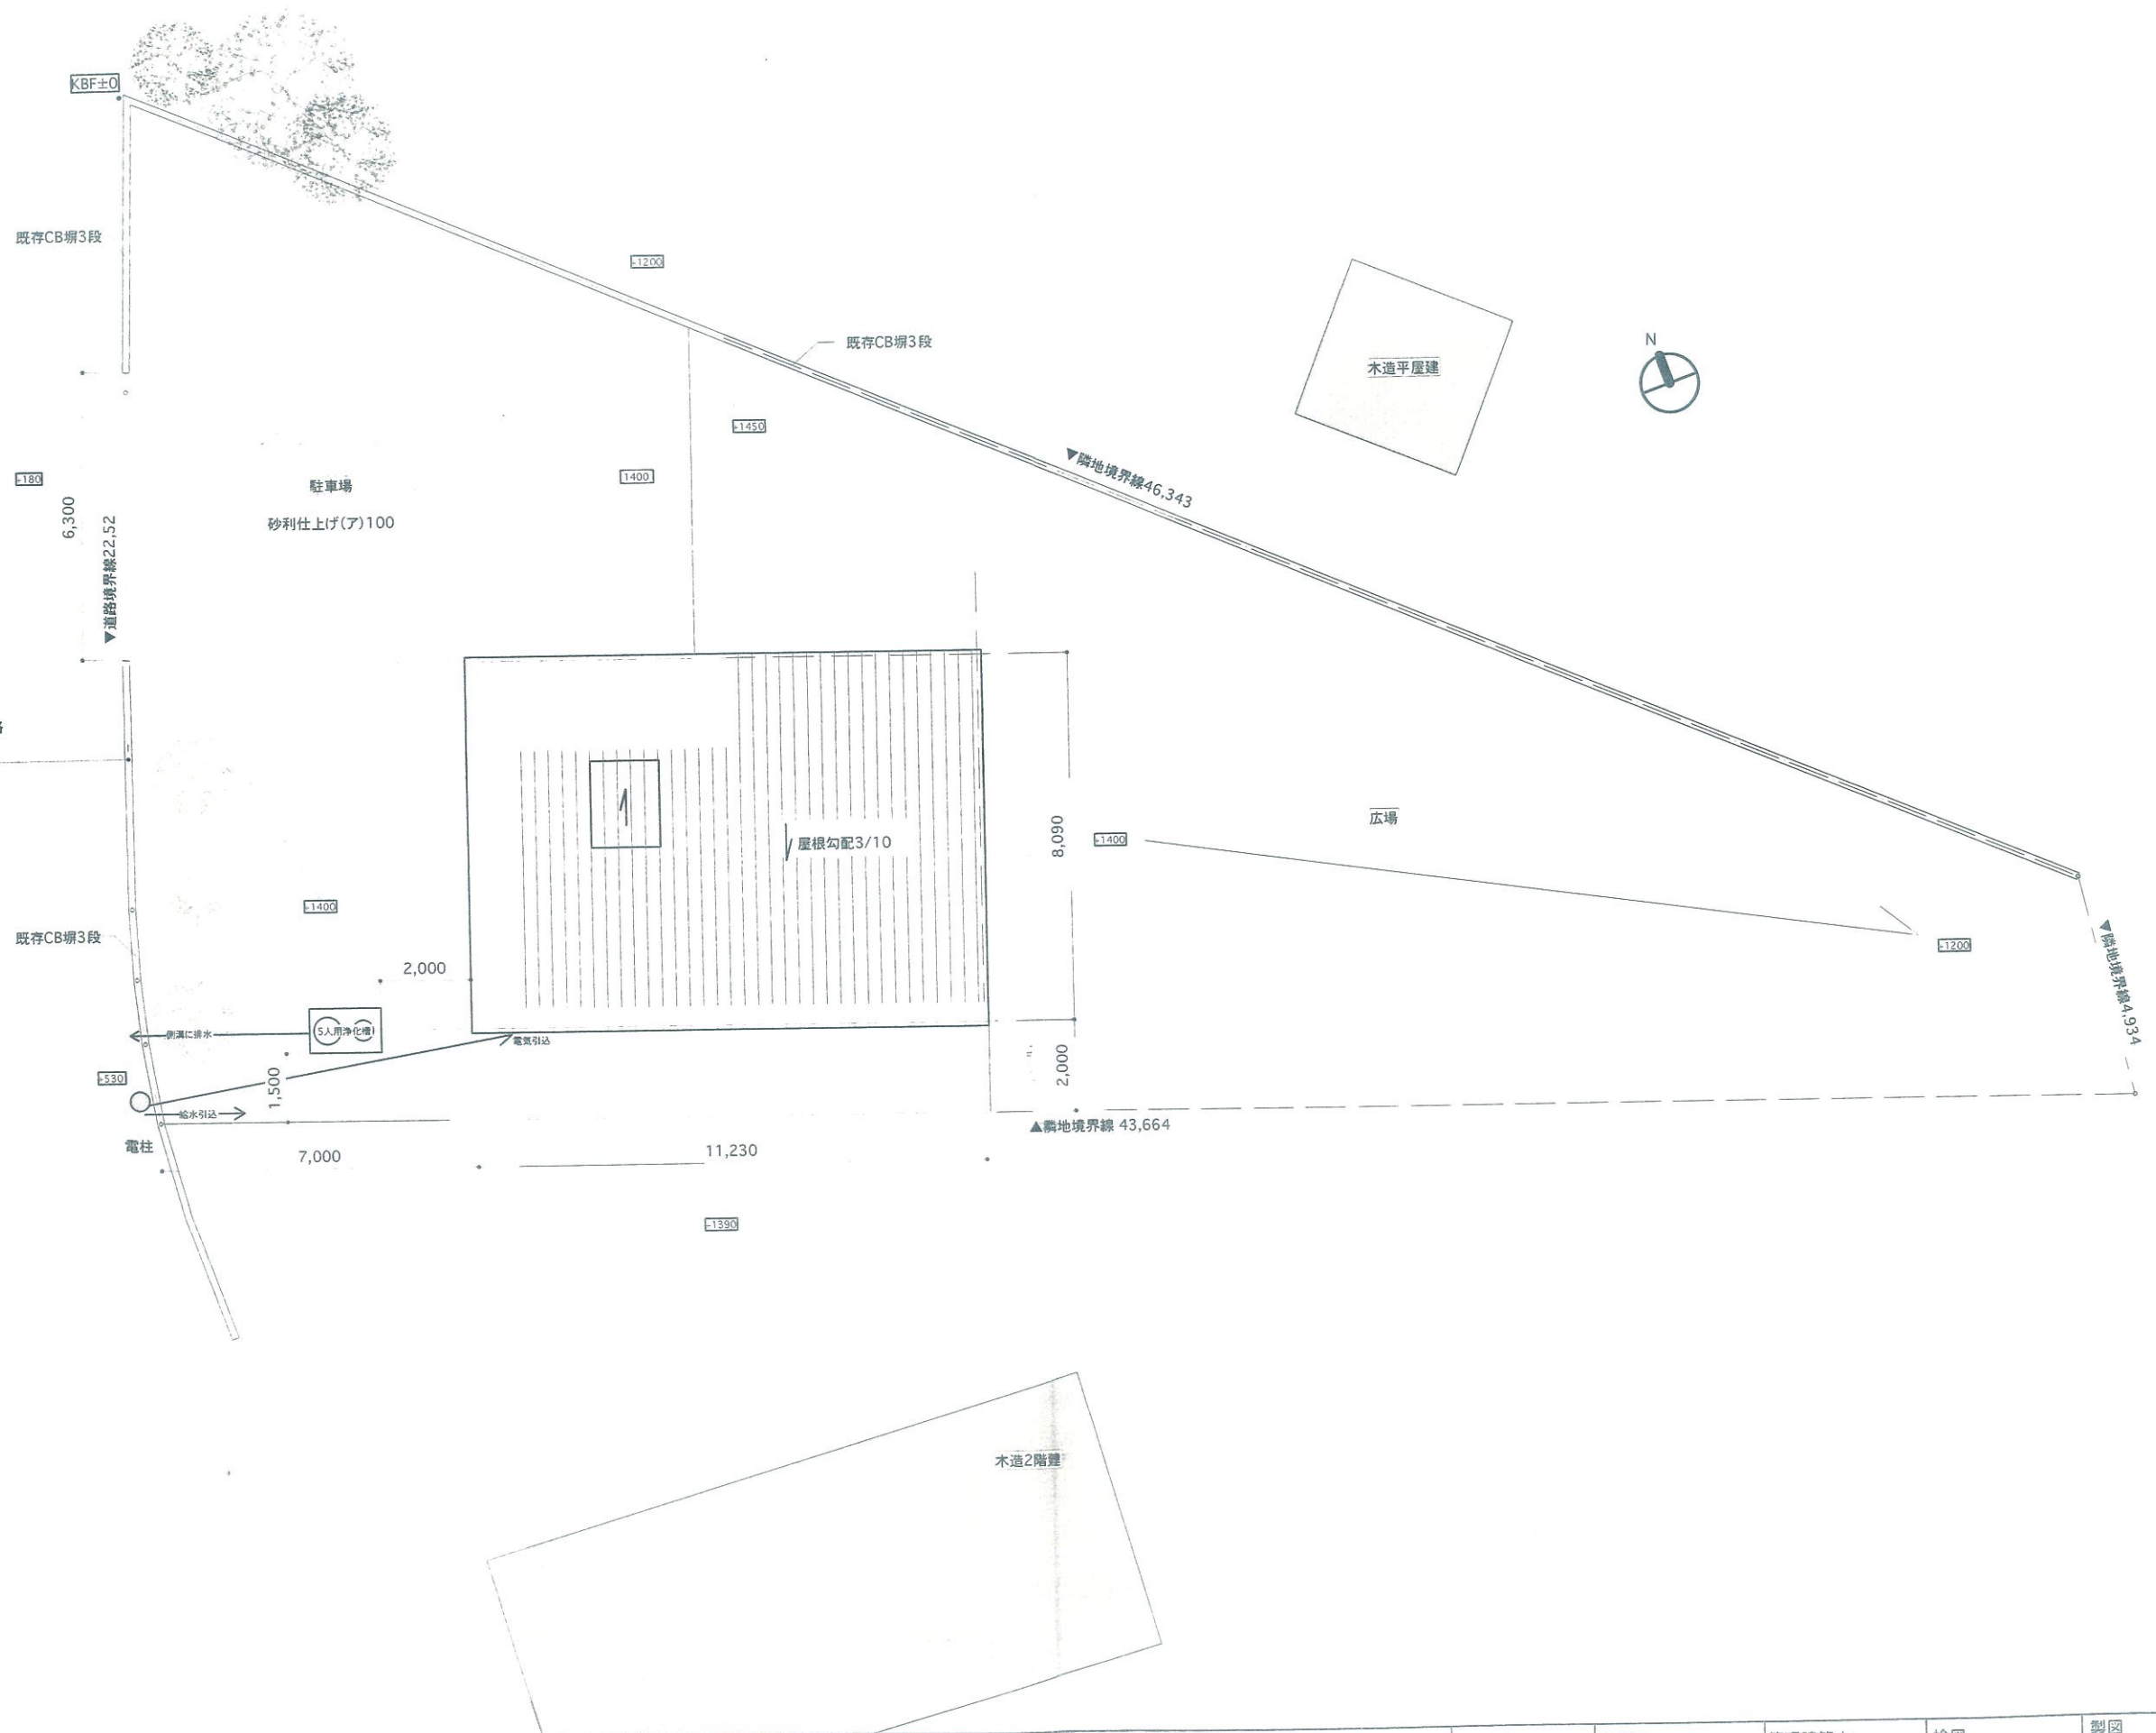 KBF±0
既存CB塀3段
-1200
既存CB塀3段
N
木造平屋建
-1450
1400
▼隣地境界線46,343
-180
6,300
▼道路境界線22,52
駐車場
砂利仕上げ(ア)100
屋根勾配3/10
8,090
-1400
広場
-1200
▼隣地境界線4,934
-1400
既存CB塀3段
2,000
側溝に排水
5人用浄化槽
電気引込
-530
1,500
2,000
給水引込
電柱
7,000
11,230
▲隣地境界線 43,664
-1390
木造2階建
製図